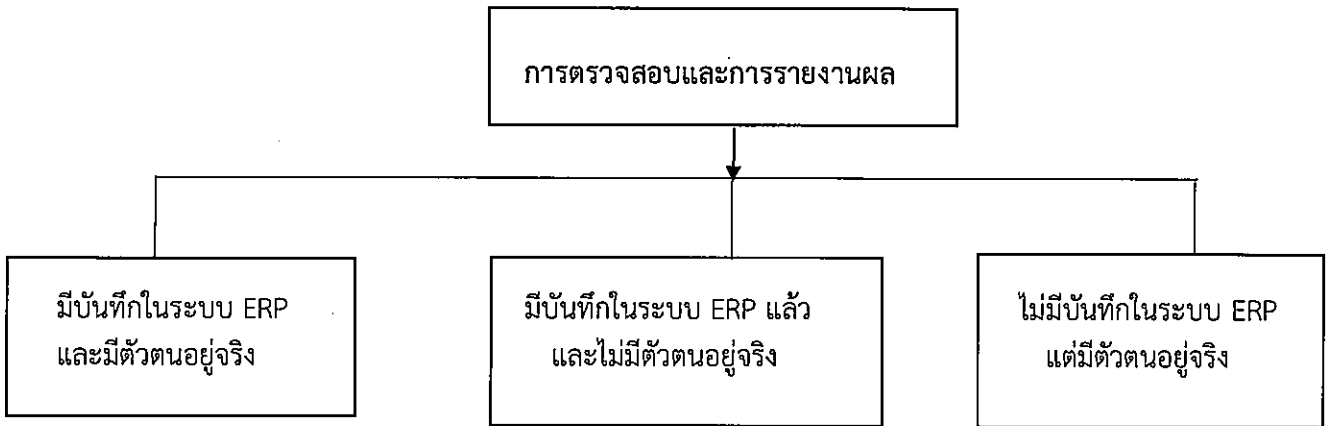 การตรวจสอบและการรายงานผล
มีบันทึกในระบบ ERP
และมีตัวตนอยู่จริง
มีบันทึกในระบบ ERP แล้ว
และไม่มีตัวตนอยู่จริง
ไม่มีบันทึกในระบบ ERP
แต่มีตัวตนอยู่จริง